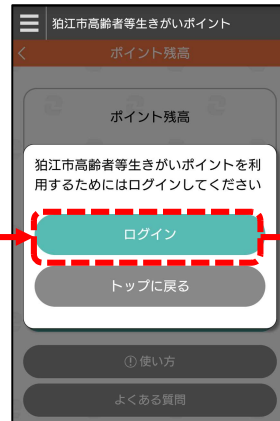 狛江市高齢者等生きがいポイント
ポイント残高
ポイント残高
狛江市高齢者等生きがいポイントを利
用するためにはログインしてください
ログイン
トップに戻る
使い方
よくある質問